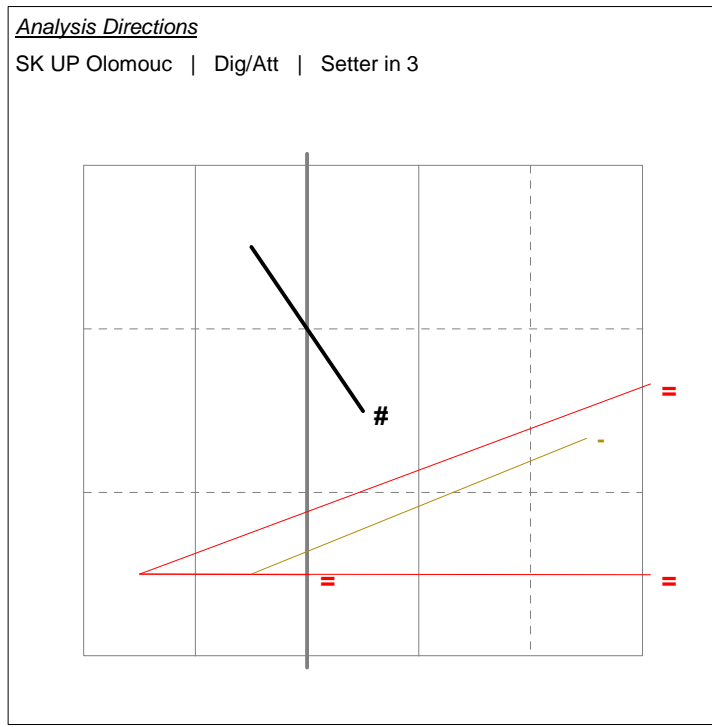 Analysis Directions
SK UP Olomouc | Dig/Att | Setter in 3
=
#
-
= =